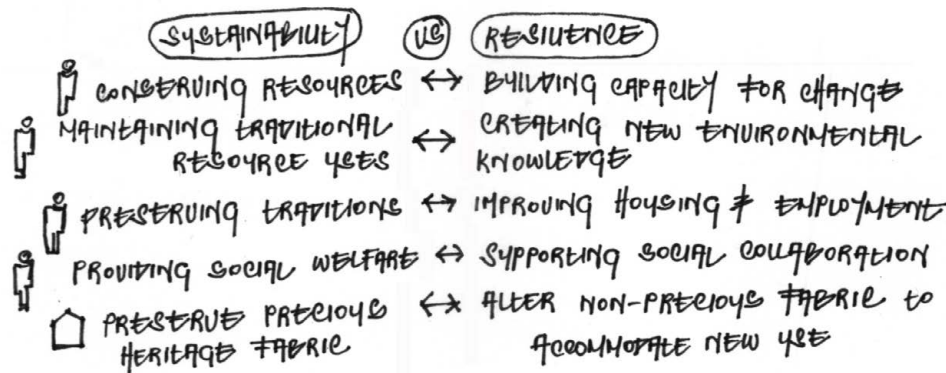 SUSTAINABILITY VS RESILIENCE
CONSERVING RESOURCES ↔ BUILDING CAPACITY FOR CHANGE
MAINTAINING TRADITIONAL RESOURCE USES ↔ CREATING NEW ENVIRONMENTAL KNOWLEDGE
PRESERVING TRADITIONS ↔ IMPROVING HOUSING & EMPLOYMENT
PROVIDING SOCIAL WELFARE ↔ SUPPORTING SOCIAL COLLABORATION
PRESERVE PRECIOUS HERITAGE FABRIC ↔ ALTER NON-PRECIOUS FABRIC TO ACCOMMODATE NEW USE